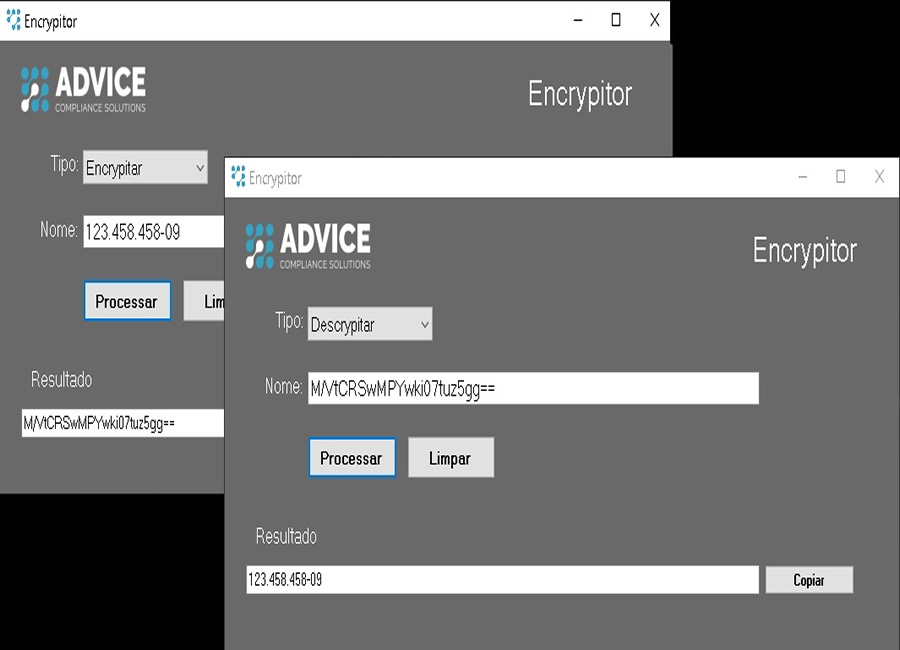 Encrypitor
ADVICE
COMPLIANCE SOLUTIONS
Encrypitor
Tipo: Encrypitar
Nome: 123.458.458-09
Processar Lim
Resultado
M/VtCRSwMPYwki07tuz5gg==
Encrypitor
ADVICE
COMPLIANCE SOLUTIONS
Encrypitor
Tipo: Descrypitar
Nome: M/VtCRSwMPYwki07tuz5gg==
Processar Limpar
Resultado
123.458.458-09 Copiar